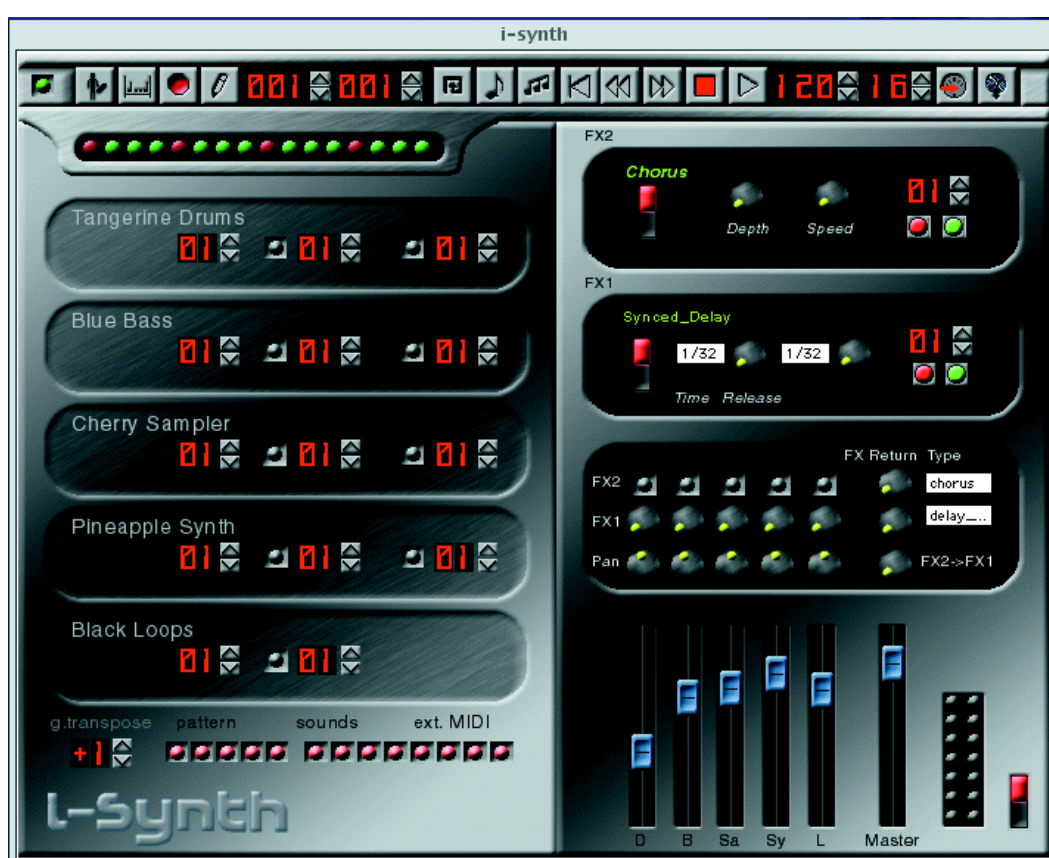 i-synth
001 001 120 16
Tangerine Drums
01 01 01
Blue Bass
01 01 01
Cherry Sampler
01 01 01
Pineapple Synth
01 01 01
Black Loops
01 01
g.transpose pattern sounds ext. MIDI
+1
i-Synth
FX2
Chorus
01
Depth Speed
FX1
Synced_Delay
01
1/32 1/32
Time Release
FX Return Type
FX2 chorus
FX1 delay_..
Pan FX2->FX1
D B Sa Sy L Master